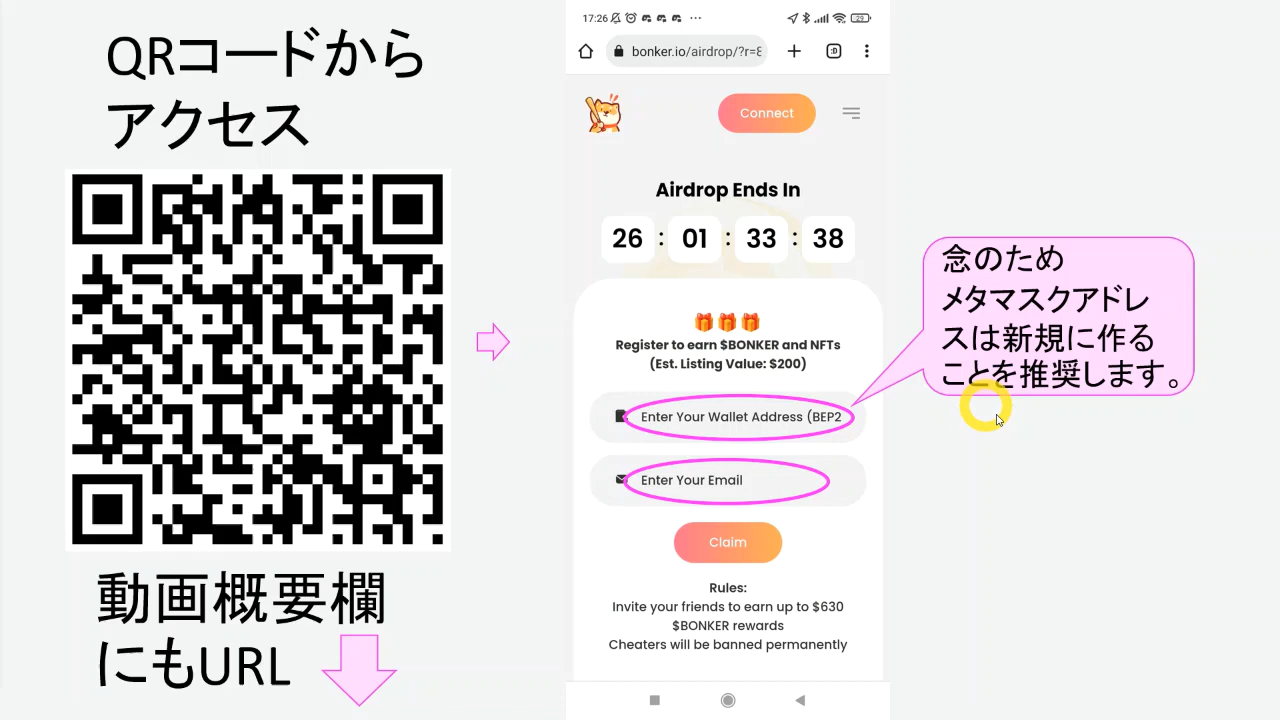 QRコードから
アクセス
動画概要欄
にもURL
17:26
29
bonker.io/airdrop/?r=8
:D
Connect
Airdrop Ends In
26 : 01 : 33 : 38
Register to earn $BONKER and NFTs
(Est. Listing Value: $200)
Enter Your Wallet Address (BEP2
Enter Your Email
Claim
Rules:
Invite your friends to earn up to $630
$BONKER rewards
Cheaters will be banned permanently
念のため
メタマスクアドレ
スは新規に作る
ことを推奨します。